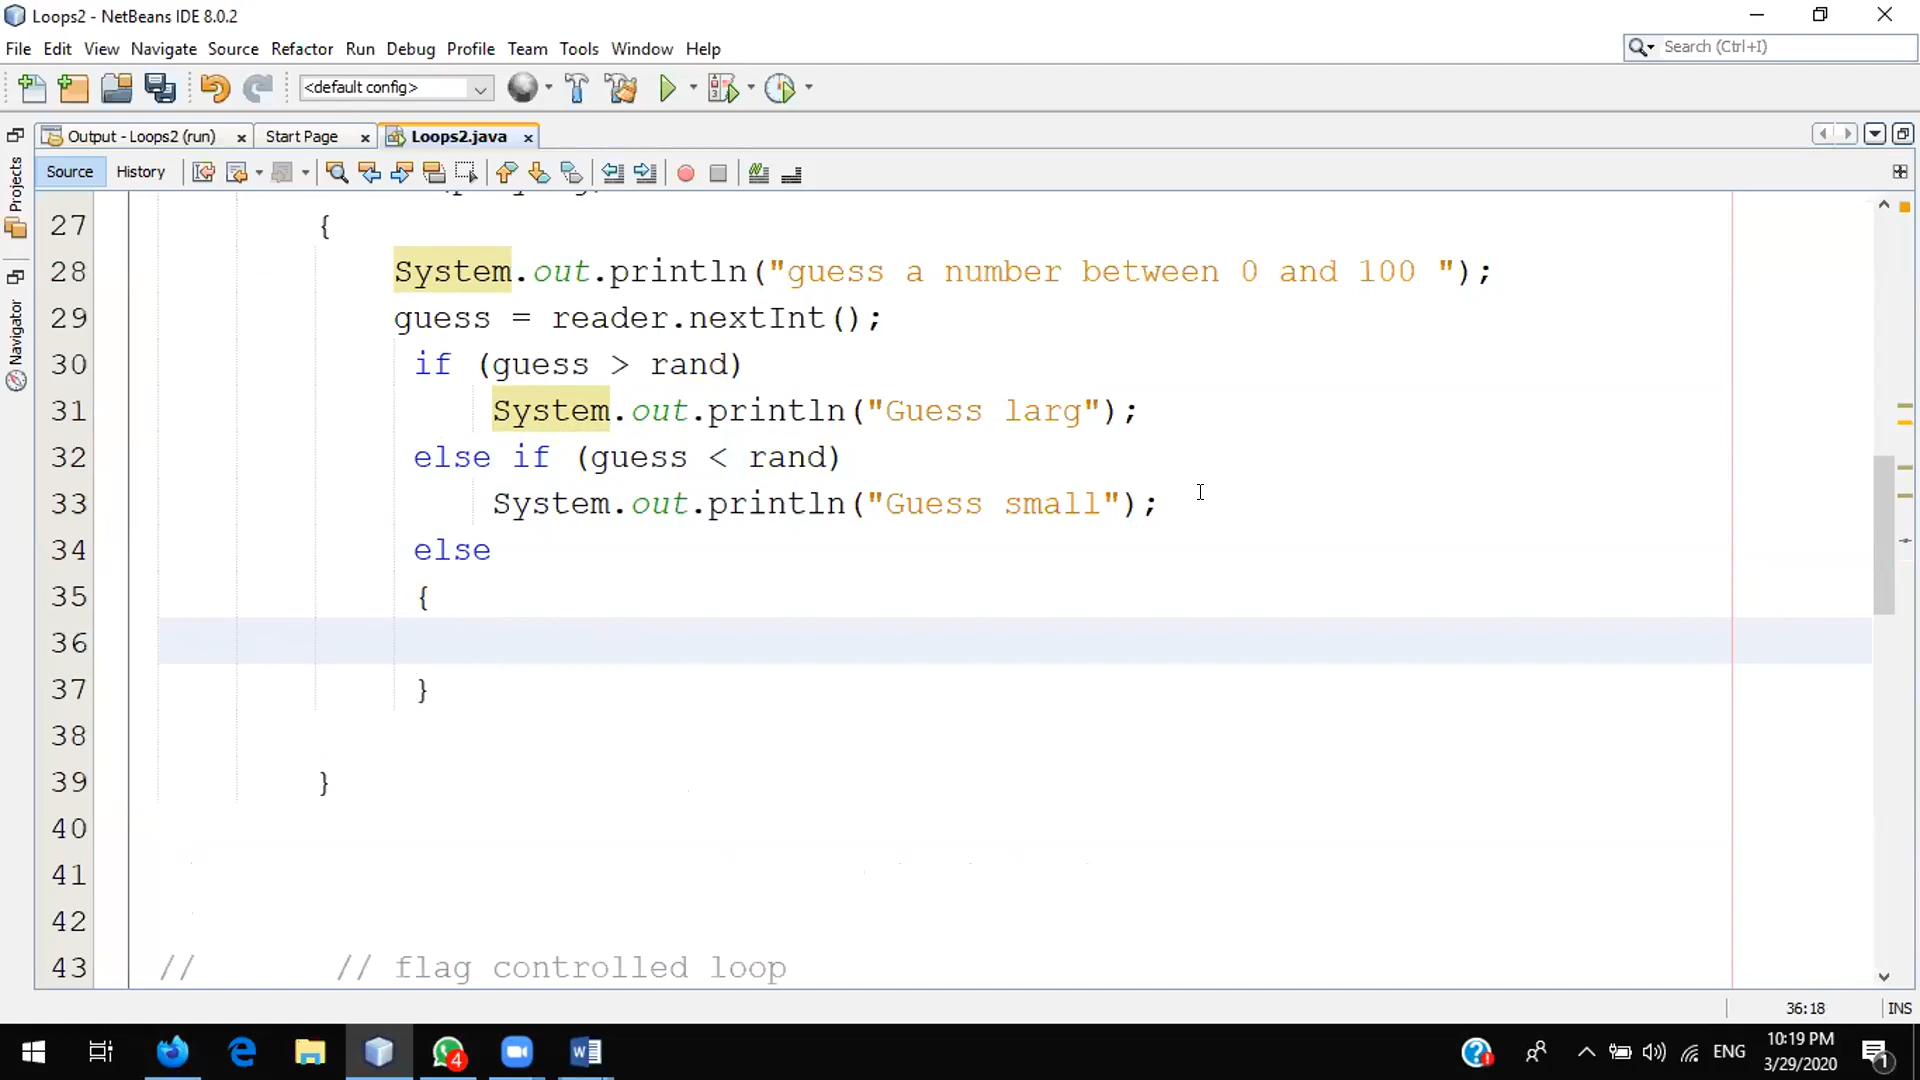 Loops2 - NetBeans IDE 8.0.2
File Edit View Navigate Source Refactor Run Debug Profile Team Tools Window Help
Search (Ctrl+I)
<default config>
Output - Loops2 (run) Start Page Loops2.java
Source History
Projects
Navigator
27 {
28 System.out.println("guess a number between 0 and 100 ");
29 guess = reader.nextInt();
30 if (guess > rand)
31 System.out.println("Guess larg");
32 else if (guess < rand)
33 System.out.println("Guess small");
34 else
35 {
36
37 }
38
39 }
40
41
42
43 // // flag controlled loop
36:18 INS
4
ENG
10:19 PM
3/29/2020
1